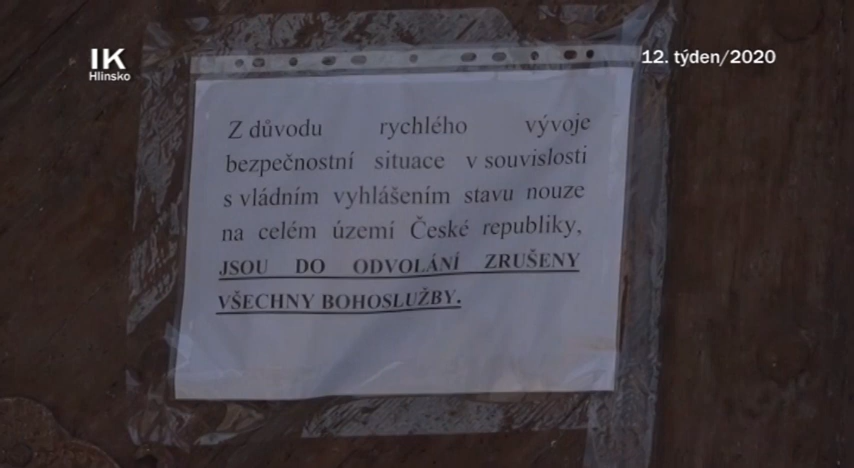 IK
Hlinsko
12. týden/2020
Z důvodu rychlého vývoje
bezpečnostní situace v souvislosti
s vládním vyhlášením stavu nouze
na celém území České republiky,
JSOU DO ODVOLÁNÍ ZRUŠENY
VŠECHNY BOHOSLUŽBY.